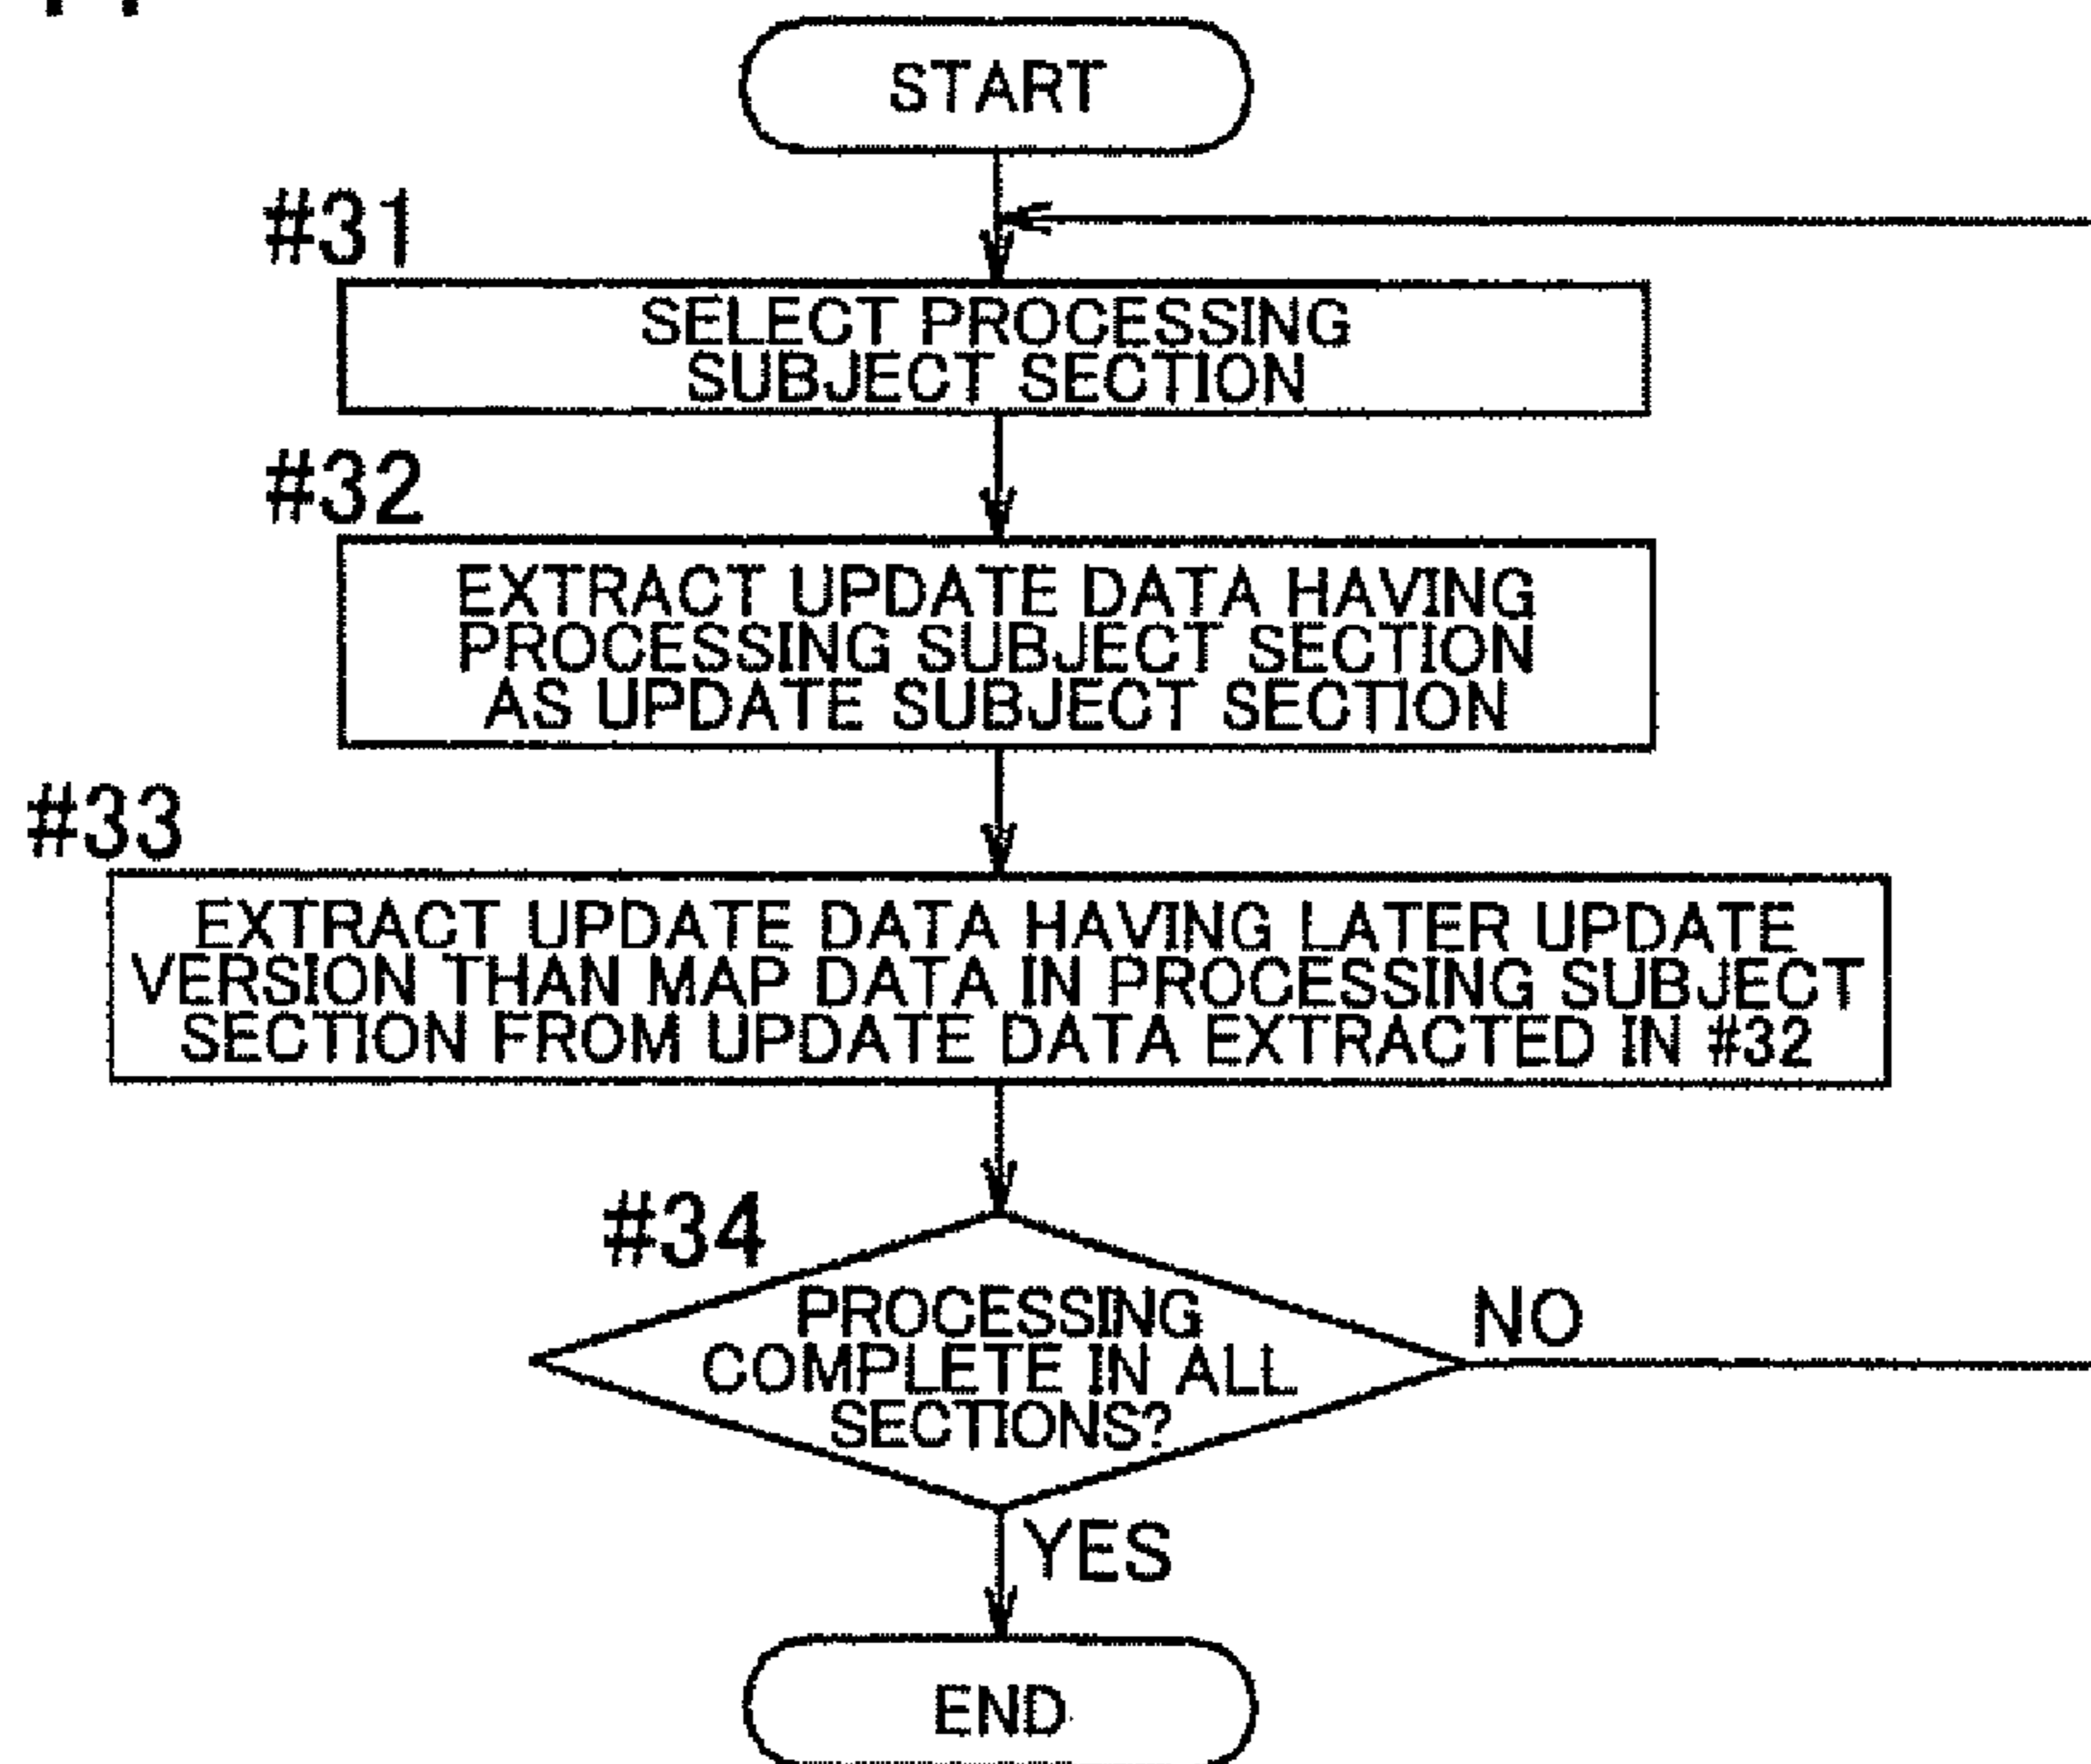 START
#31
SELECT PROCESSING
SUBJECT SECTION
#32
EXTRACT UPDATE DATA HAVING
PROCESSING SUBJECT SECTION
AS UPDATE SUBJECT SECTION
#33
EXTRACT UPDATE DATA HAVING LATER UPDATE
VERSION THAN MAP DATA IN PROCESSING SUBJECT
SECTION FROM UPDATE DATA EXTRACTED IN #32
#34
PROCESSING
COMPLETE IN ALL
SECTIONS?
NO
YES
END